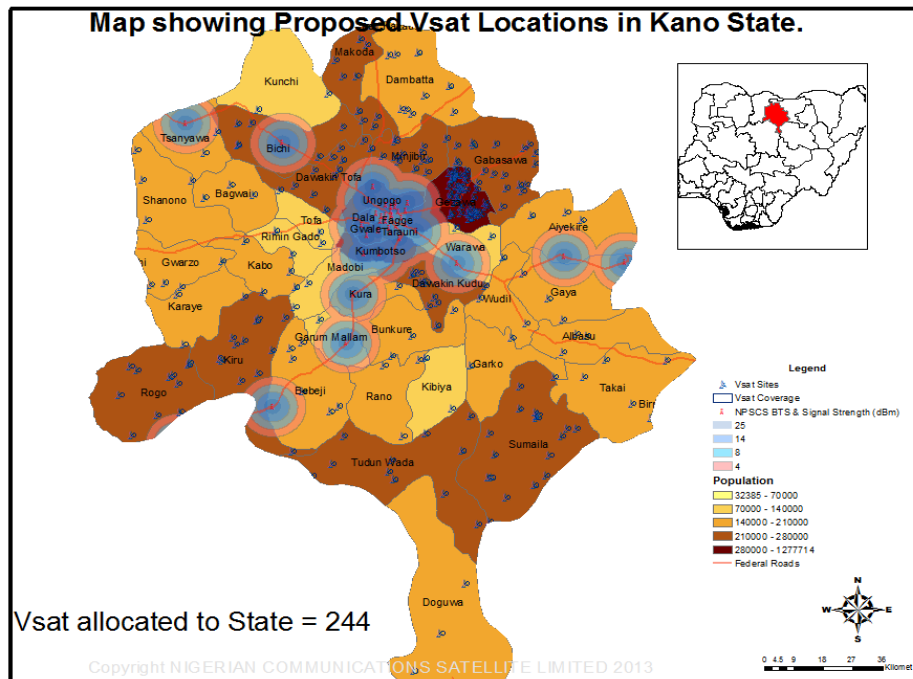 Map showing Proposed Vsat Locations in Kano State.
Makoda
Kunchi
Dambatta
Tsanyawa
Bichi
Minjibir
Gabasawa
Dawakin Tofa
Bagwai
Shanono
Ungogo
Gezawa
Tofa
Dala
Fagge
Gwale
Tarauni
Aiyekire
Rimin Gado
Kumbotso
Warawa
Gwarzo
Kabo
Madobi
Dawakin Kudu
Kura
Wudil
Gaya
Karaye
Bunkure
Garum Mallam
Albasu
Kiru
Garko
Rogo
Bebeji
Rano
Kibiya
Takai
Sumaila
Tudun Wada
Doguwa
Legend
Vsat Sites
Vsat Coverage
NPSCS BTS & Signal Strength (dBm)
25
14
8
4
Population
32385 - 70000
70000 - 140000
140000 - 210000
210000 - 280000
280000 - 1277714
Federal Roads
N
W E
S
Vsat allocated to State = 244
0 4.5 9 18 27 36
Kilomet
Copyright NIGERIAN COMMUNICATIONS SATELLITE LIMITED 2013